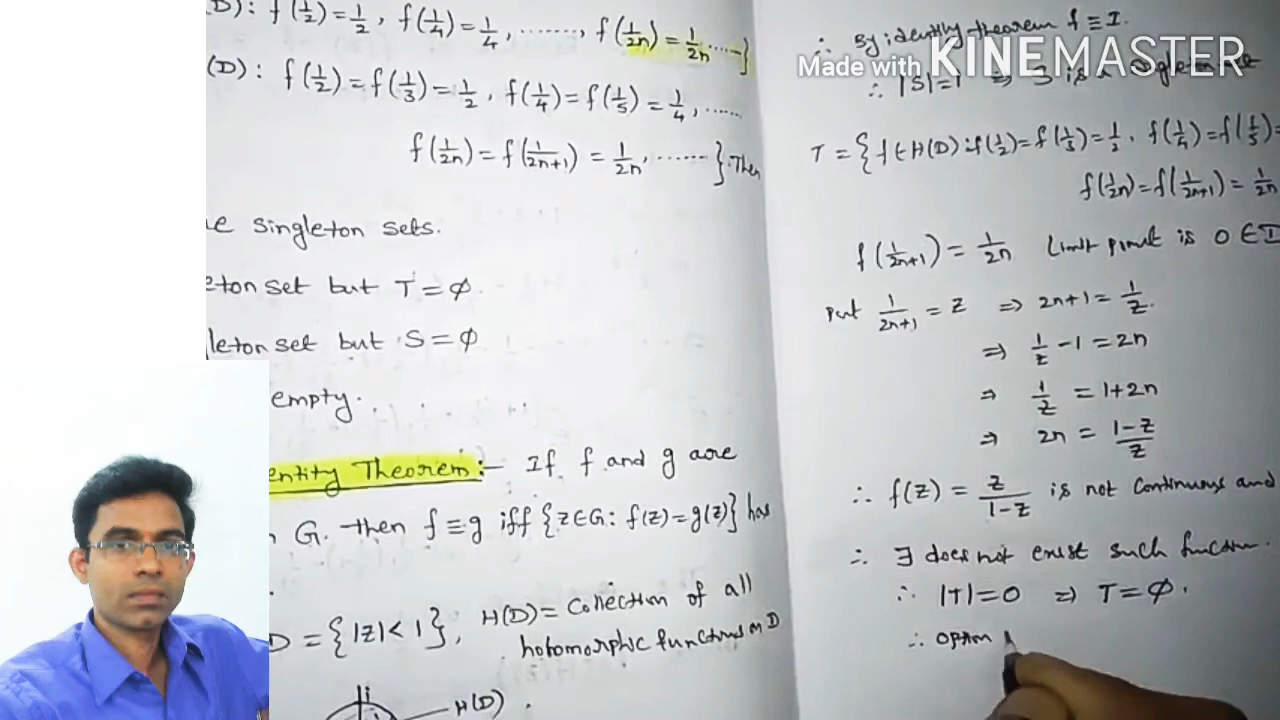 D): f(1/2)=1/2, f(1/4)=1/4, ........, f(1/2n)=1/2n .....}
(D): f(1/2)=f(1/3)=1/2, f(1/4)=f(1/5)=1/4, ......
f(1/2n)=f(1/2n+1)=1/2n, .......}. Then
e singleton sets.
eton set but T=φ
leton set but S=φ
empty.
entity Theorem:- If f and g are
G. then f≡g iff {z∈G: f(z)=g(z)} has
D={|z|<1}, H(D)= collection of all
holomorphic functions on D
H(D).
∴ By identity theorem f≡I.
Made with KINEMASTER
∴ |S|=1 ⇒ S is a singleton
T={f∈H(D):f(1/2)=f(1/3)=1/2, f(1/4)=f(1/5)=
f(1/2n)=f(1/2n+1)=1/2n
f(1/2n+1)=1/2n Limit point is 0∈D
Put 1/2n+1=z ⇒ 2n+1=1/z.
⇒ 1/z-1=2n
⇒ 1/z=1+2n
⇒ 2n=1-z/z
∴ f(z)=z/1-z is not continuous and
∴ ∃ does not exist such function.
∴ |T|=0 ⇒ T=φ.
∴